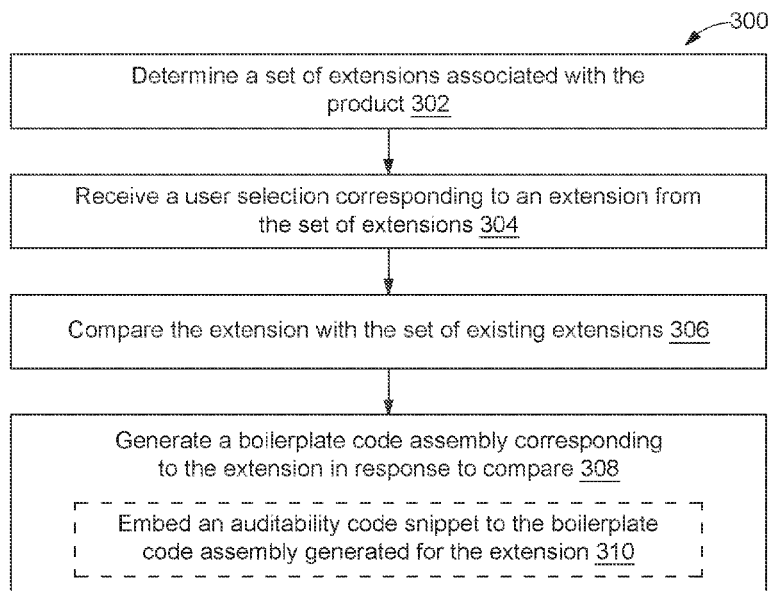 300
Determine a set of extensions associated with the
product 302
Receive a user selection corresponding to an extension from
the set of extensions 304
Compare the extension with the set of existing extensions 306
Generate a boilerplate code assembly corresponding
to the extension in response to compare 308
Embed an auditability code snippet to the boilerplate
code assembly generated for the extension 310